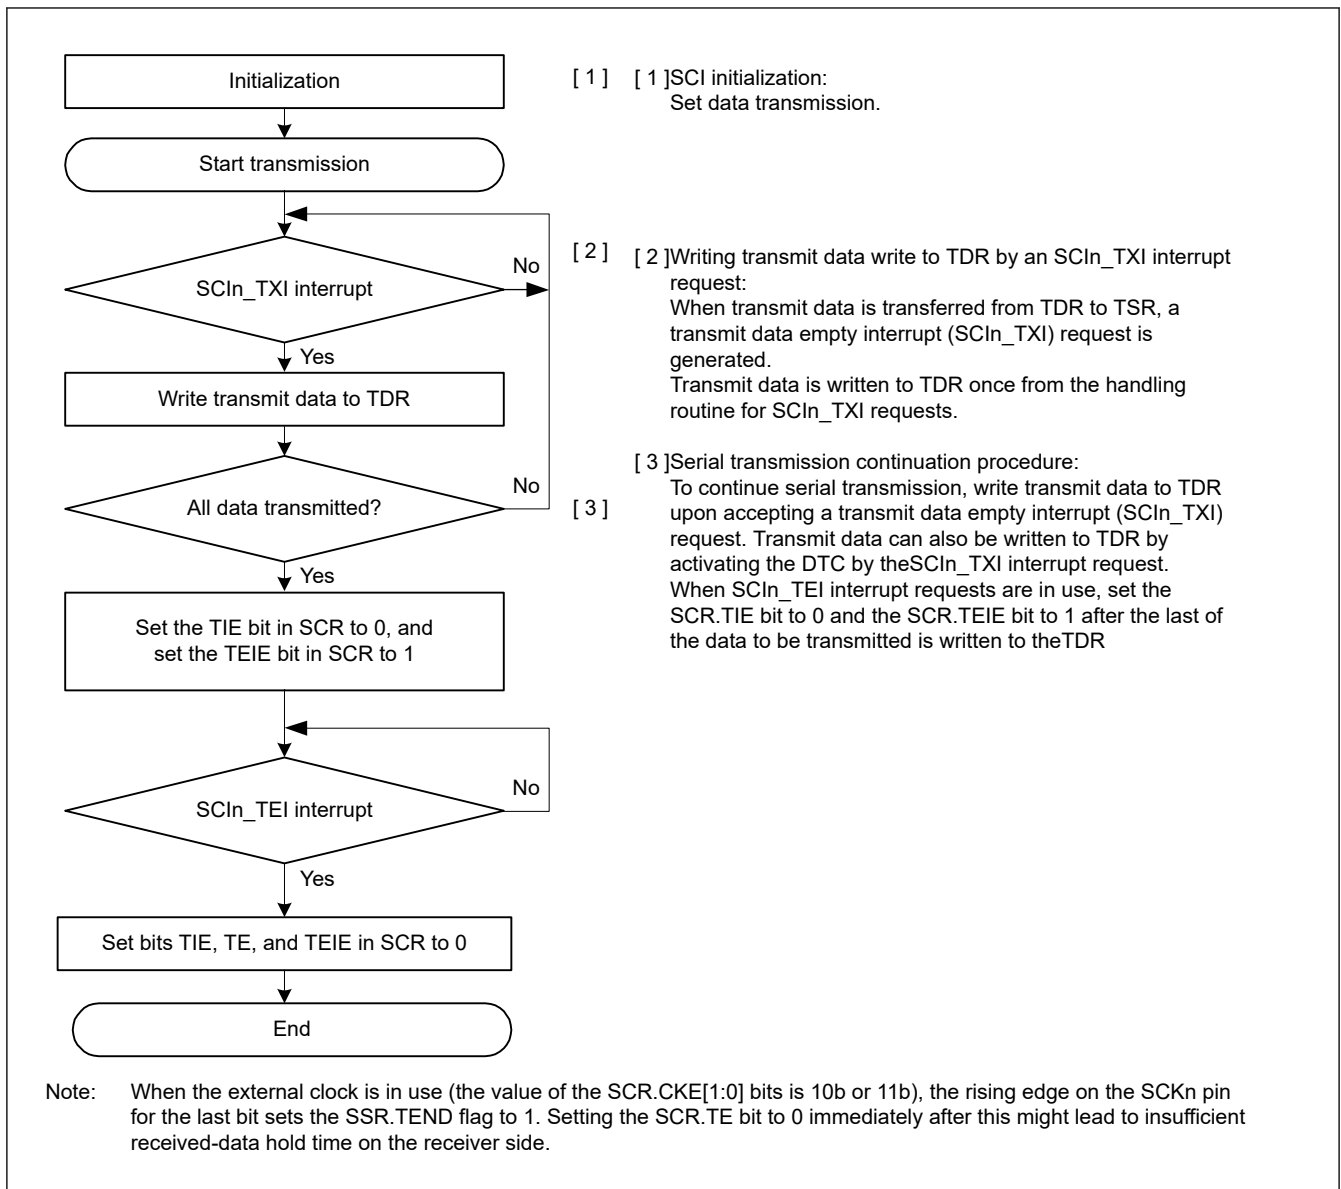 Initialization
[ 1 ]
[ 1 ]SCI initialization:
Set data transmission.
Start transmission
SCIn_TXI interrupt
No
Yes
[ 2 ]
[ 2 ]Writing transmit data write to TDR by an SCIn_TXI interrupt
request:
When transmit data is transferred from TDR to TSR, a
transmit data empty interrupt (SCIn_TXI) request is
generated.
Transmit data is written to TDR once from the handling
routine for SCIn_TXI requests.
Write transmit data to TDR
All data transmitted?
No
Yes
[ 3 ]
[ 3 ]Serial transmission continuation procedure:
To continue serial transmission, write transmit data to TDR
upon accepting a transmit data empty interrupt (SCIn_TXI)
request. Transmit data can also be written to TDR by
activating the DTC by theSCIn_TXI interrupt request.
When SCIn_TEI interrupt requests are in use, set the
SCR.TIE bit to 0 and the SCR.TEIE bit to 1 after the last of
the data to be transmitted is written to theTDR
Set the TIE bit in SCR to 0, and
set the TEIE bit in SCR to 1
SCIn_TEI interrupt
No
Yes
Set bits TIE, TE, and TEIE in SCR to 0
End
Note: When the external clock is in use (the value of the SCR.CKE[1:0] bits is 10b or 11b), the rising edge on the SCKn pin
for the last bit sets the SSR.TEND flag to 1. Setting the SCR.TE bit to 0 immediately after this might lead to insufficient
received-data hold time on the receiver side.